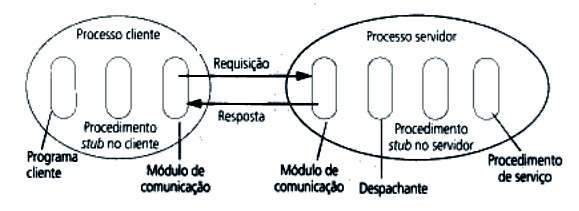 Processo cliente
Processo servidor
Requisição
Resposta
Procedimento
stub no cliente
Procedimento
stub no servidor
Programa
cliente
Módulo de
comunicação
Módulo de
comunicação
Despachante
Procedimento
de serviço